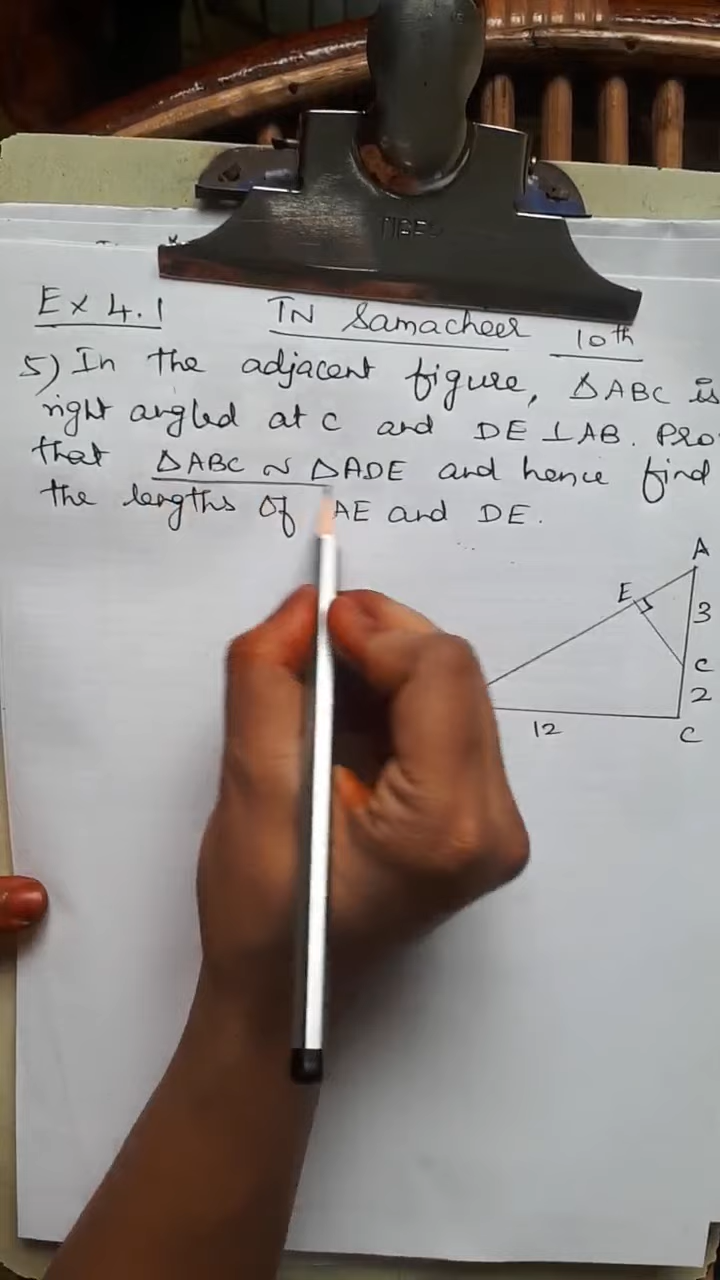 Ex 4.1 TN Samacheer 10th
5) In the adjacent figure, ΔABC is
right angled at C and DE ⊥ AB.
that ΔABC ~ ΔADE and hence find
the lengths of AE and DE.
A
E
3
C
2
12
C